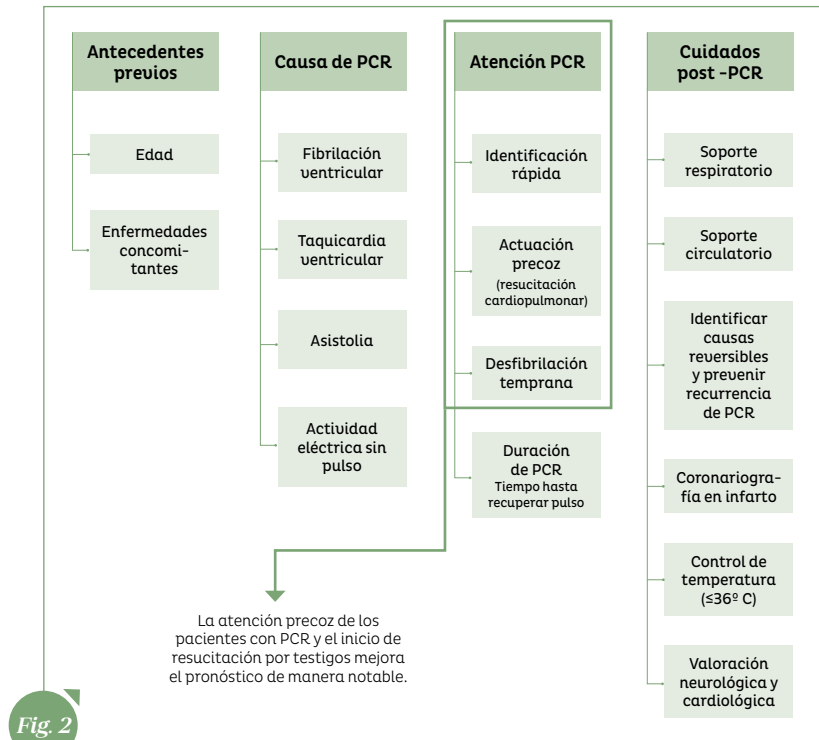 Antecedentes
previos
Edad
Enfermedades
concomi-
tantes
Causa de PCR
Fibrilación
ventricular
Taquicardia
ventricular
Asistolia
Actividad
eléctrica sin
pulso
Atención PCR
Identificación
rápida
Actuación
precoz
(resucitación
cardiopulmonar)
Desfibrilación
temprana
Duración
de PCR
Tiempo hasta
recuperar pulso
Cuidados
post -PCR
Soporte
respiratorio
Soporte
circulatorio
Identificar
causas
reversibles
y prevenir
recurrencia
de PCR
Coronariogra-
fía en infarto
Control de
temperatura
(≤36º C)
Valoración
neurológica y
cardiológica
La atención precoz de los
pacientes con PCR y el inicio de
resucitación por testigos mejora
el pronóstico de manera notable.
Fig. 2